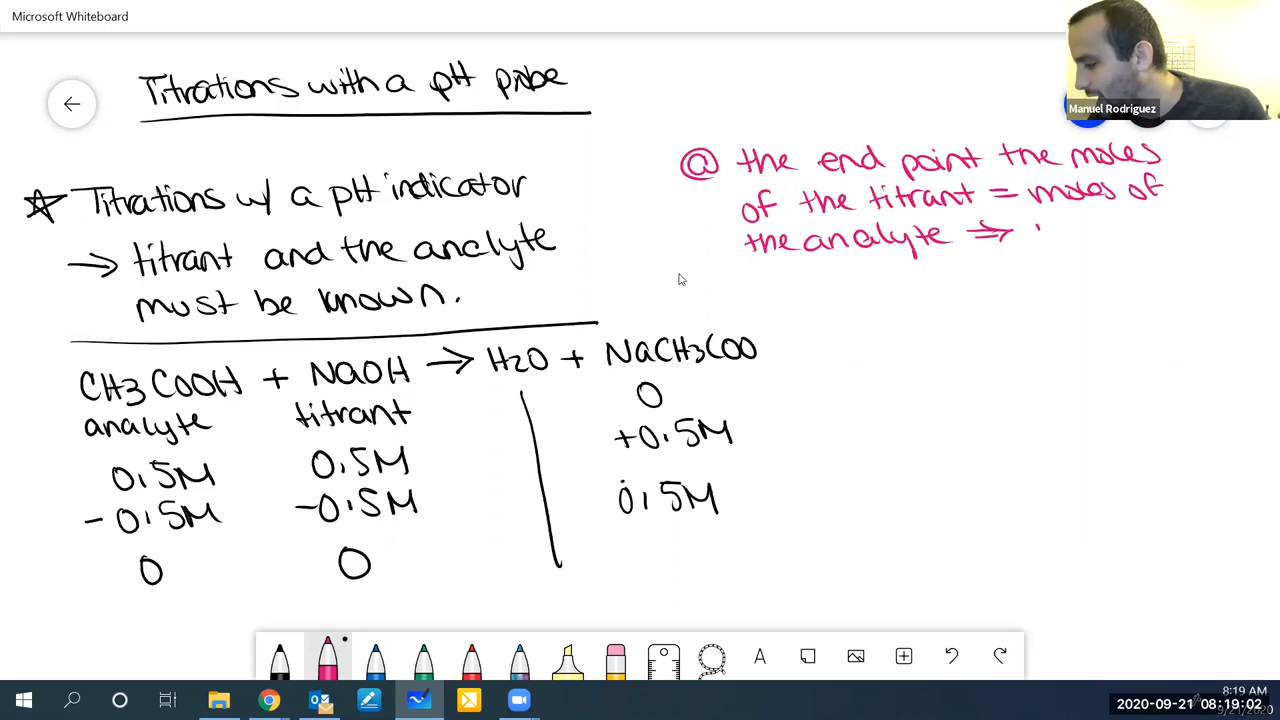 Microsoft Whiteboard
Titrations with a pH probe
Manuel Rodriguez
Titrations w/ a pH indicator
→ titrant and the analyte
must be known.
@ the end point the moles
of the titrant = moles of
the analyte ⇒
CH3COOH + NaOH → H2O + NaCH3COO
analyte titrant 0
+0.5M
0.5M 0.5M
-0.5M -0.5M 0.5M
0 0
A
8:19 AM
2020-09-21 08:19:02